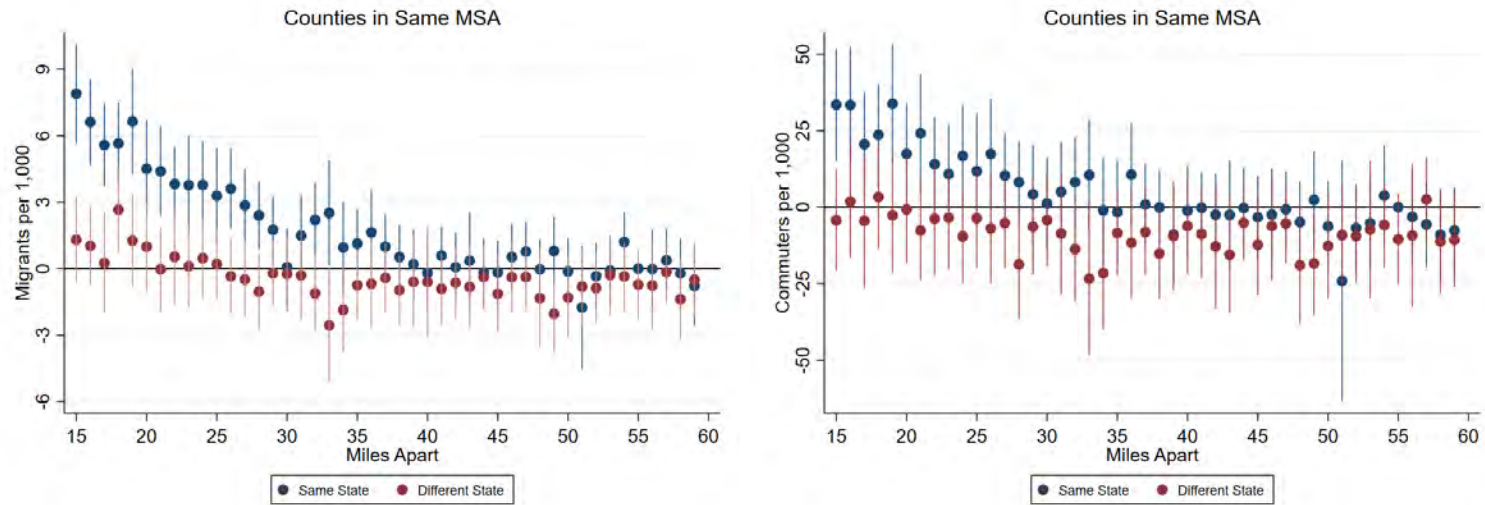 Counties in Same MSA
Migrants per 1,000
9
6
3
0
-3
-6
15 20 25 30 35 40 45 50 55 60
Miles Apart
Same State Different State
Counties in Same MSA
Commuters per 1,000
50
25
0
-25
-50
15 20 25 30 35 40 45 50 55 60
Miles Apart
Same State Different State